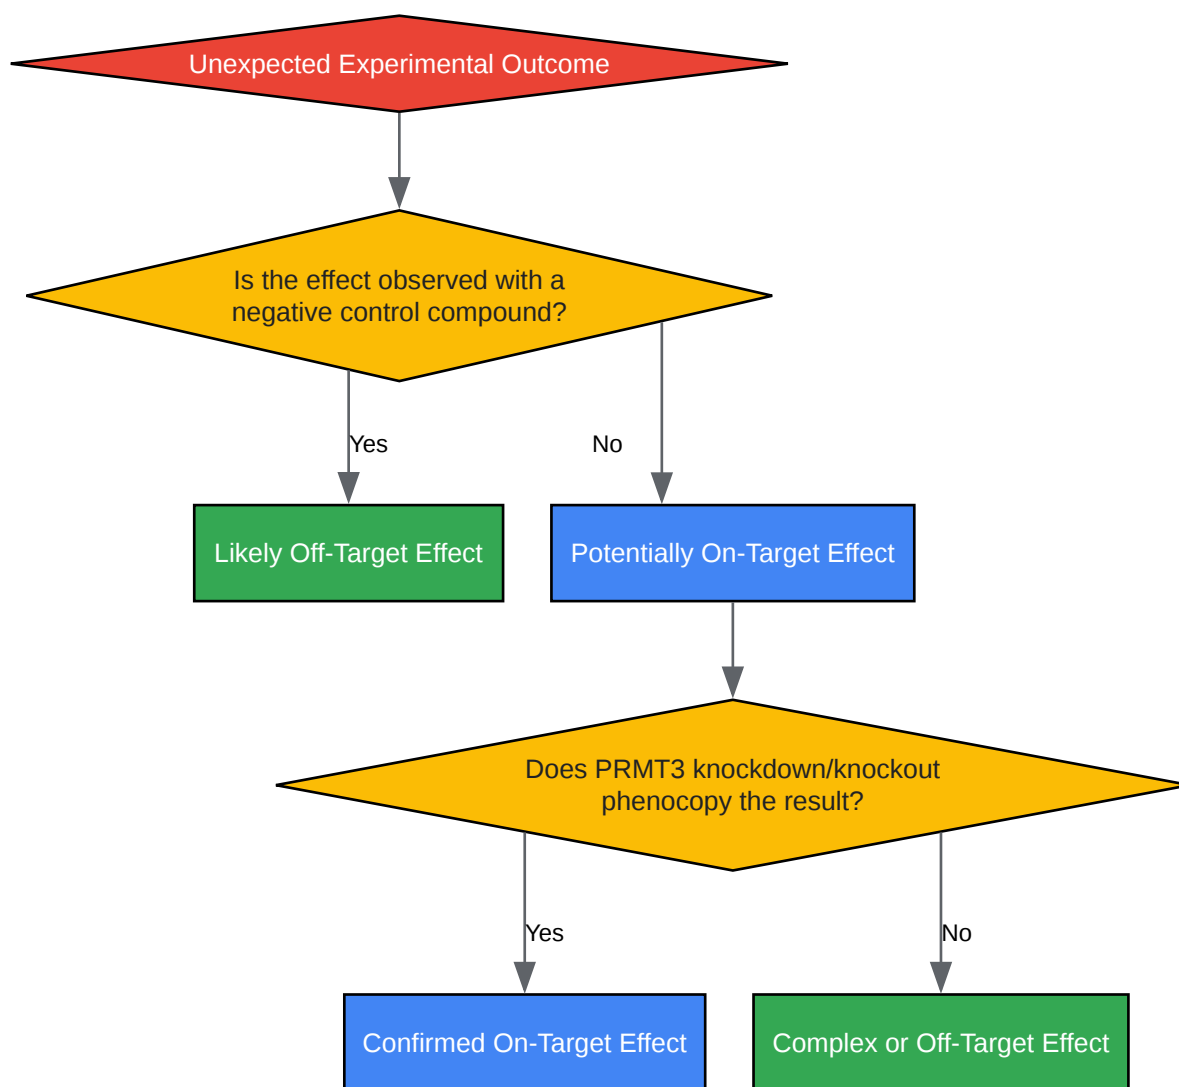 Unexpected Experimental Outcome
Is the effect observed with a
negative control compound?
Yes
No
Likely Off-Target Effect
Potentially On-Target Effect
Does PRMT3 knockdown/knockout
phenocopy the result?
Yes
No
Confirmed On-Target Effect
Complex or Off-Target Effect